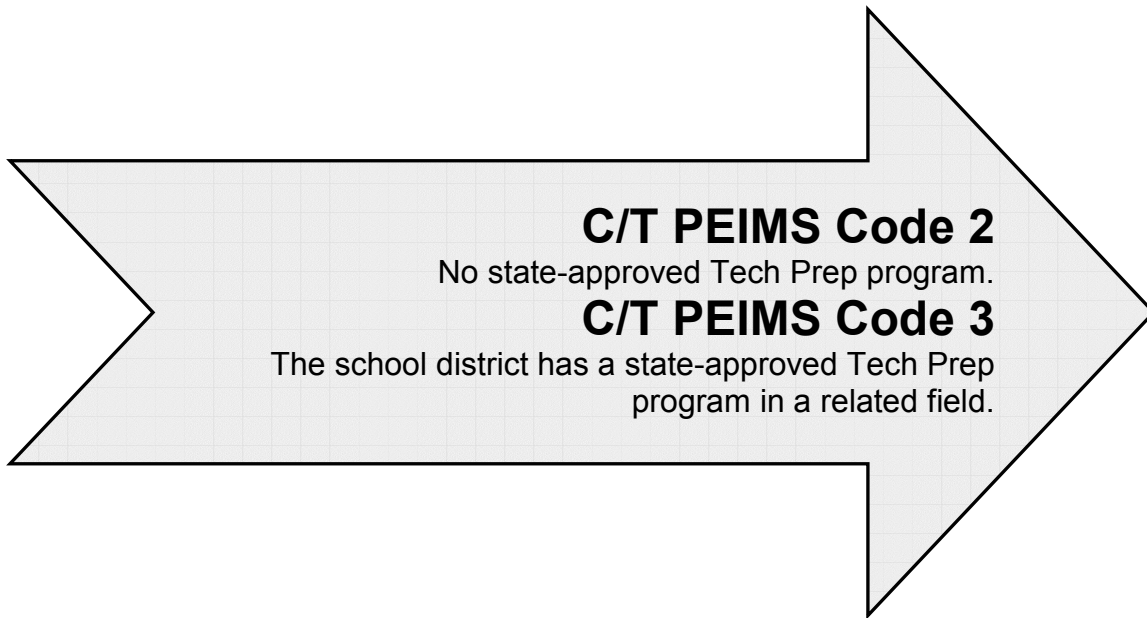 C/T PEIMS Code 2
No state-approved Tech Prep program.
C/T PEIMS Code 3
The school district has a state-approved Tech Prep
program in a related field.